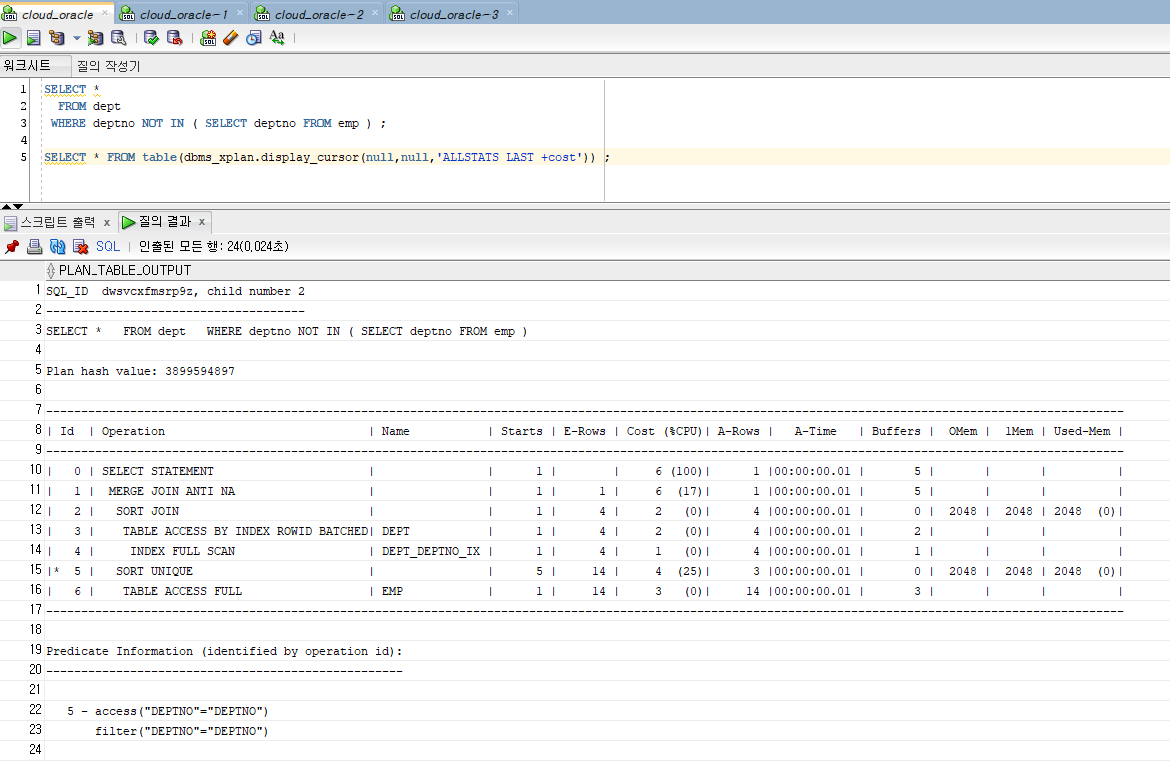 cloud_oracle × cloud_oracle~1 × cloud_oracle~2 × cloud_oracle~3 ×
워크시트 질의 작성기
1 SELECT *
2 FROM dept
3 WHERE deptno NOT IN ( SELECT deptno FROM emp ) ;
4
5 SELECT * FROM table(dbms_xplan.display_cursor(null,null,'ALLSTATS LAST +cost')) ;
스크립트 출력 × 질의 결과 ×
SQL | 인출된 모든 행: 24(0,024초)
PLAN_TABLE_OUTPUT
1 SQL_ID dwsvcxfmsrp9z, child number 2
2 -------------------------------------
3 SELECT * FROM dept WHERE deptno NOT IN ( SELECT deptno FROM emp )
4
5 Plan hash value: 3899594897
6
7 ----------------------------------------------------------------------------------------------------------------------------------------------------------
8 | Id | Operation | Name | Starts | E-Rows | Cost (%CPU)| A-Rows | A-Time | Buffers | OMem | 1Mem | Used-Mem |
9 ----------------------------------------------------------------------------------------------------------------------------------------------------------
10 | 0 | SELECT STATEMENT | | 1 | | 6 (100)| 1 |00:00:00.01 | 5 | | | |
11 | 1 | MERGE JOIN ANTI NA | | 1 | 1 | 6 (17)| 1 |00:00:00.01 | 5 | | | |
12 | 2 | SORT JOIN | | 1 | 4 | 2 (0)| 4 |00:00:00.01 | 0 | 2048 | 2048 | 2048 (0)|
13 | 3 | TABLE ACCESS BY INDEX ROWID BATCHED| DEPT | 1 | 4 | 2 (0)| 4 |00:00:00.01 | 2 | | | |
14 | 4 | INDEX FULL SCAN | DEPT_DEPTNO_IX | 1 | 4 | 1 (0)| 4 |00:00:00.01 | 1 | | | |
15 |* 5 | SORT UNIQUE | | 5 | 14 | 4 (25)| 3 |00:00:00.01 | 0 | 2048 | 2048 | 2048 (0)|
16 | 6 | TABLE ACCESS FULL | EMP | 1 | 14 | 3 (0)| 14 |00:00:00.01 | 3 | | | |
17 ----------------------------------------------------------------------------------------------------------------------------------------------------------
18
19 Predicate Information (identified by operation id):
20 ---------------------------------------------------
21
22 5 - access("DEPTNO"="DEPTNO")
23 filter("DEPTNO"="DEPTNO")
24